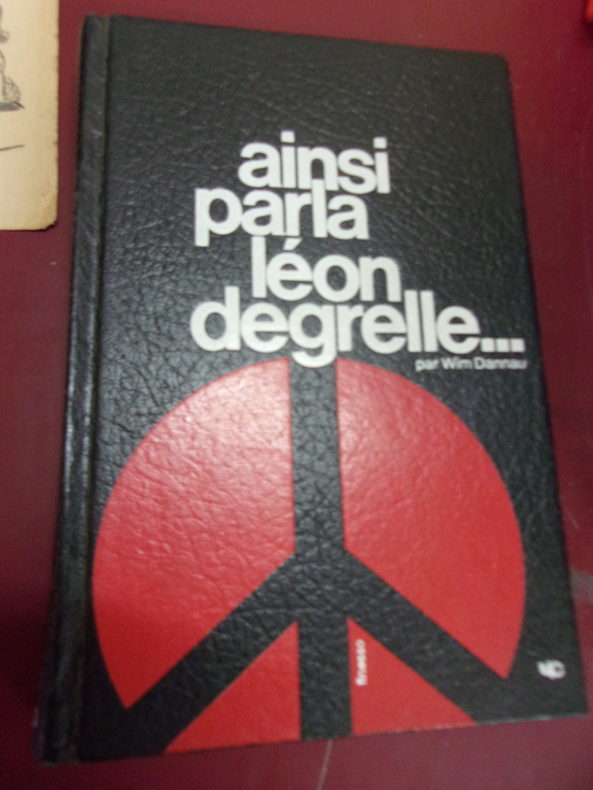 ainsi
parla
léon
degrelle...
par Wim Dannau